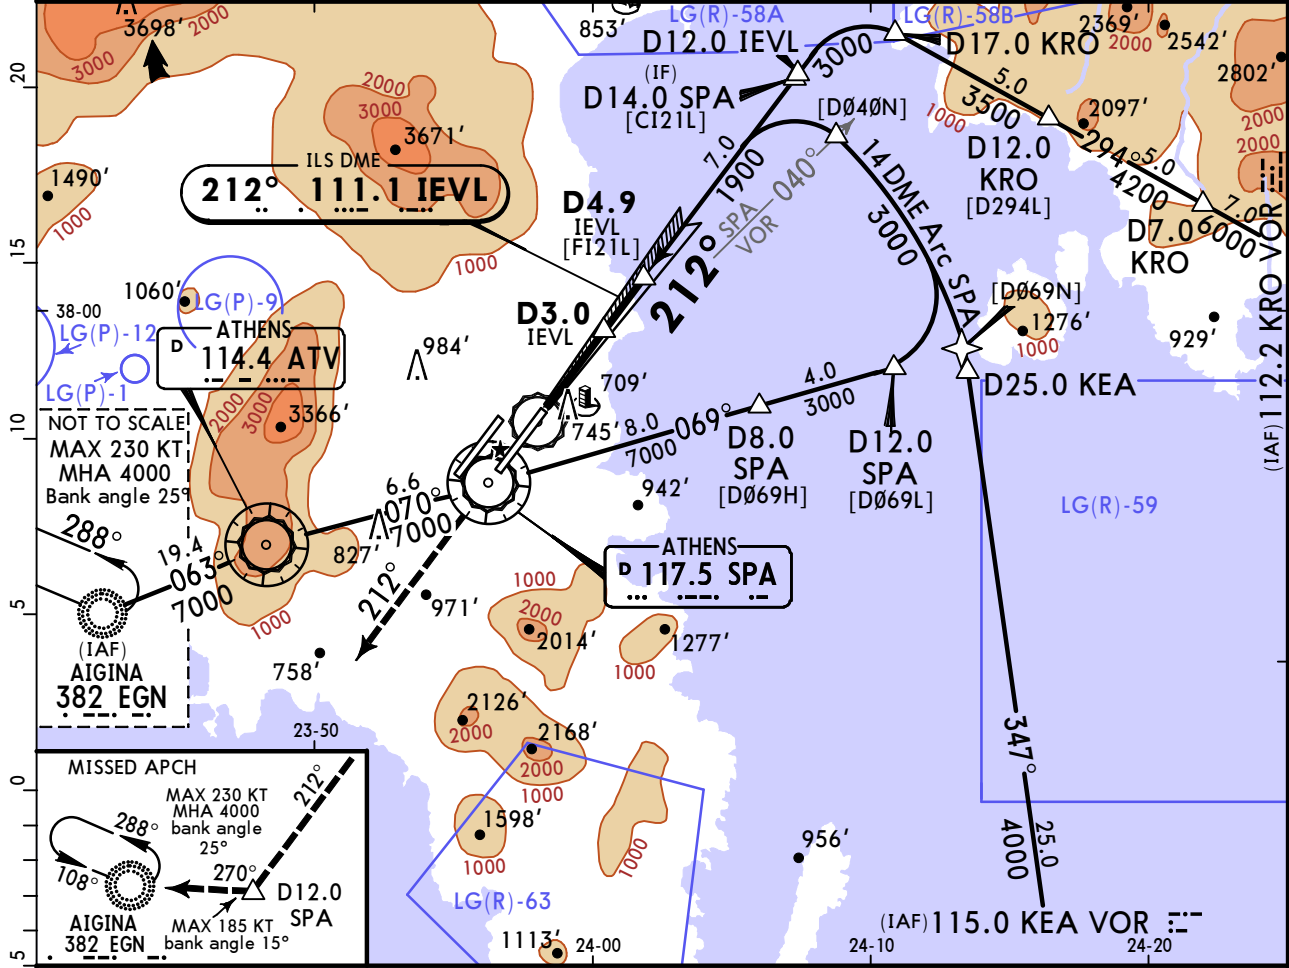 2000
3698'
3000
20
1490'
1000
2000
3000
3671'
853'
LG(R)-58A
LG(R)-58B
D12.0 IEVL
3000
D17.0 KRO
2369'
2000
2542'
2802'
(IF)
D14.0 SPA
[CI21L]
[DØ4ØN]
5.0
3500
1000
2097'
2000
2000
ILS DME
212° 111.1 IEVL
7.0
1900
14 DME Arc SPA
3000
D12.0
KRO
[D294L]
294°
5.0
4200
7.0
6000
D7.0
KRO
D4.9
IEVL
[FI21L]
SPA
VOR
040°
212°
15
1000
1060'
LG(P)-9
38-00
LG(P)-12
LG(P)-1
ATHENS
D 114.4 ATV
D3.0
IEVL
[DØ69N]
1276'
1000
929'
(IAF) 112.2 KRO VOR
984'
709'
745'
D25.0 KEA
2000
3000
3366'
10
NOT TO SCALE
MAX 230 KT
MHA 4000
Bank angle 25°
288°
4.0
3000
8.0
7000
069°
D8.0
SPA
[DØ69H]
D12.0
SPA
[DØ69L]
LG(R)-59
942'
6.6
070°
7000
827'
19.4
063°
7000
ATHENS
D 117.5 SPA
212°
971'
5
1000
(IAF)
AIGINA
382 EGN
758'
1000
2000
2014'
1277'
1000
23-50
2126'
2000
2168'
2000
1000
347°
25.0
4000
0
MISSED APCH
MAX 230 KT
MHA 4000
bank angle
25°
212°
288°
108°
270°
D12.0
SPA
MAX 185 KT
bank angle 15°
AIGINA
382 EGN
1598'
1000
1000
956'
LG(R)-63
(IAF) 115.0 KEA VOR
1113'
5
24-00
24-10
24-20